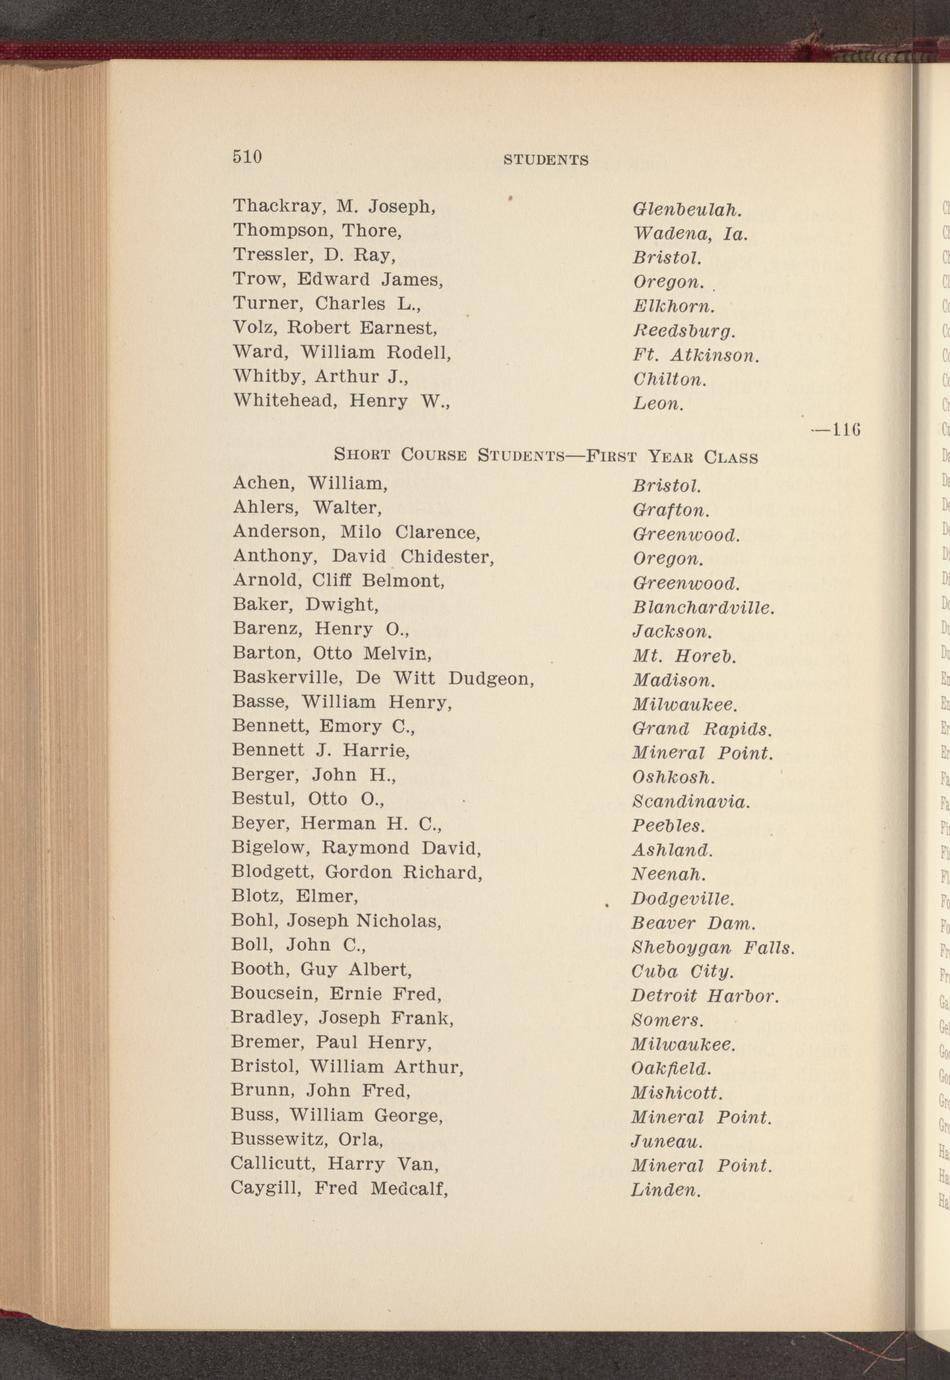 510 STUDENTS
Thackray, M. Joseph, Glenbeulah.
Thompson, Thore, Wadena, Ia.
Tressler, D. Ray, Bristol.
Trow, Edward James, Oregon.
Turner, Charles L., Elkhorn.
Volz, Robert Earnest, Reedsburg.
Ward, William Rodell, Ft. Atkinson.
Whitby, Arthur J., Chilton.
Whitehead, Henry W., Leon.
—116
SHORT COURSE STUDENTS—FIRST YEAR CLASS
Achen, William, Bristol.
Ahlers, Walter, Grafton.
Anderson, Milo Clarence, Greenwood.
Anthony, David Chidester, Oregon.
Arnold, Cliff Belmont, Greenwood.
Baker, Dwight, Blanchardville.
Barenz, Henry O., Jackson.
Barton, Otto Melvin, Mt. Horeb.
Baskerville, De Witt Dudgeon, Madison.
Basse, William Henry, Milwaukee.
Bennett, Emory C., Grand Rapids.
Bennett J. Harrie, Mineral Point.
Berger, John H., Oshkosh.
Bestul, Otto O., Scandinavia.
Beyer, Herman H. C., Peebles.
Bigelow, Raymond David, Ashland.
Blodgett, Gordon Richard, Neenah.
Blotz, Elmer, Dodgeville.
Bohl, Joseph Nicholas, Beaver Dam.
Boll, John C., Sheboygan Falls.
Booth, Guy Albert, Cuba City.
Boucsein, Ernie Fred, Detroit Harbor.
Bradley, Joseph Frank, Somers.
Bremer, Paul Henry, Milwaukee.
Bristol, William Arthur, Oakfield.
Brunn, John Fred, Mishicott.
Buss, William George, Mineral Point.
Bussewitz, Orla, Juneau.
Callicutt, Harry Van, Mineral Point.
Caygill, Fred Medcalf, Linden.